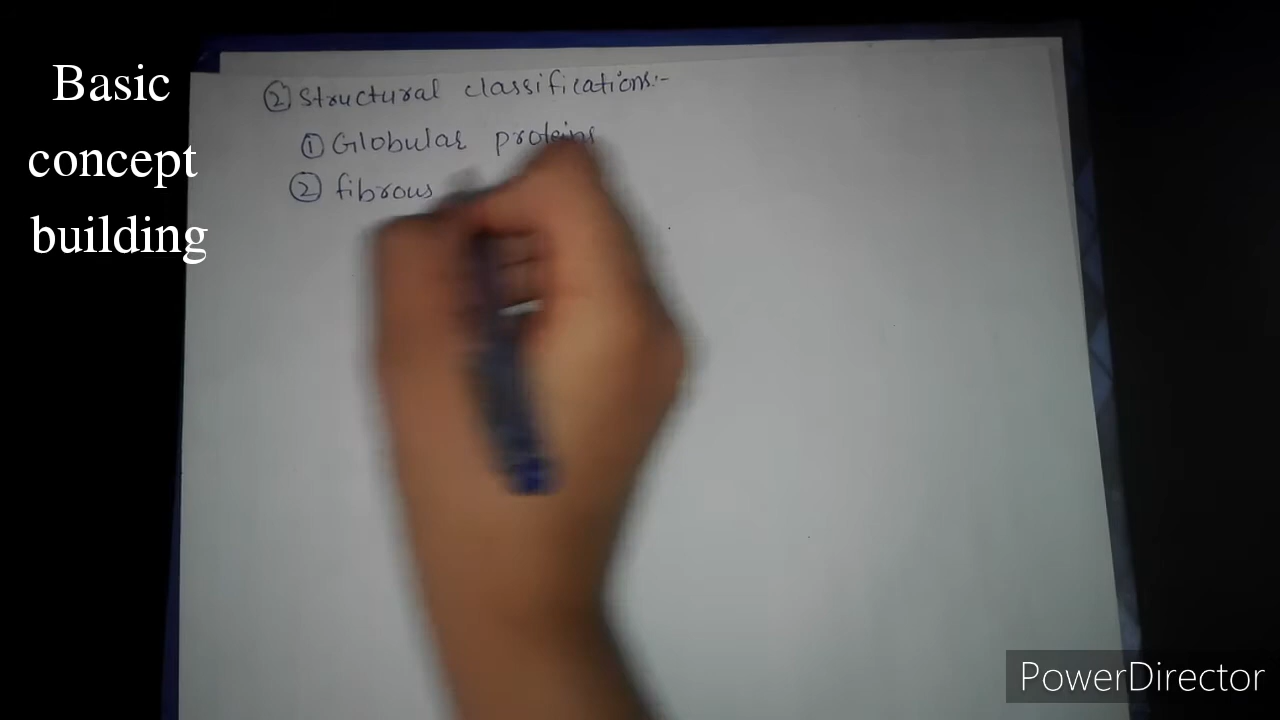 Basic
concept
building
② Structural classifications:-
① Globular proteins
② fibrous
PowerDirector